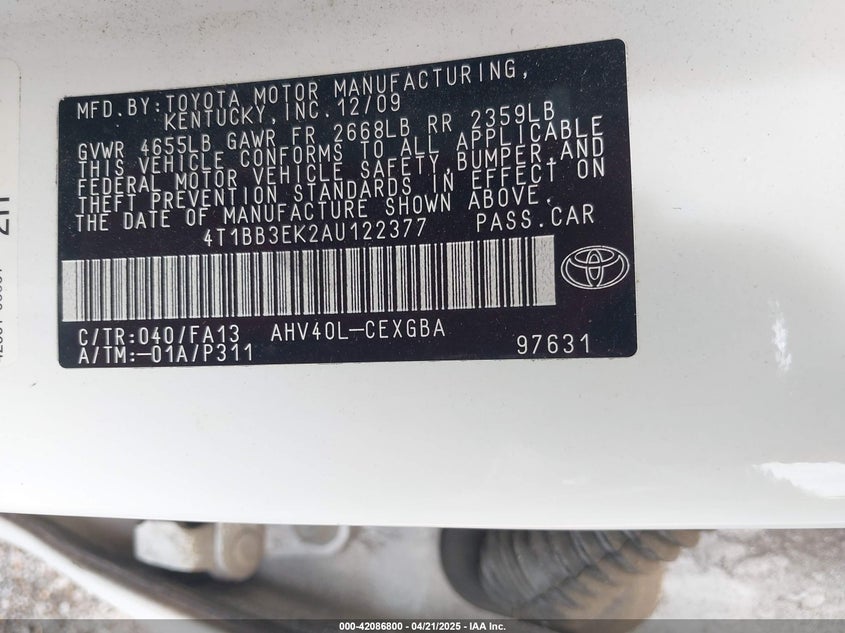 MFD.BY:TOYOTA MOTOR MANUFACTURING,
KENTUCKY,INC.12/09
GVWR 4655LB GAWR FR 2668LB RR 2359LB
THIS VEHICLE CONFORMS TO ALL APPLICABLE
FEDERAL MOTOR VEHICLE SAFETY,BUMPER,AND
THEFT PREVENTION STANDARDS IN EFFECT ON
THE DATE OF MANUFACTURE SHOWN ABOVE.
4T1BB3EK2AU122377 PASS.CAR
C/TR:040/FA13 AHV40L-CEXGBA
A/TM:-01A/P311 97631
000-42086800 - 04/21/2025 - IAA Inc.